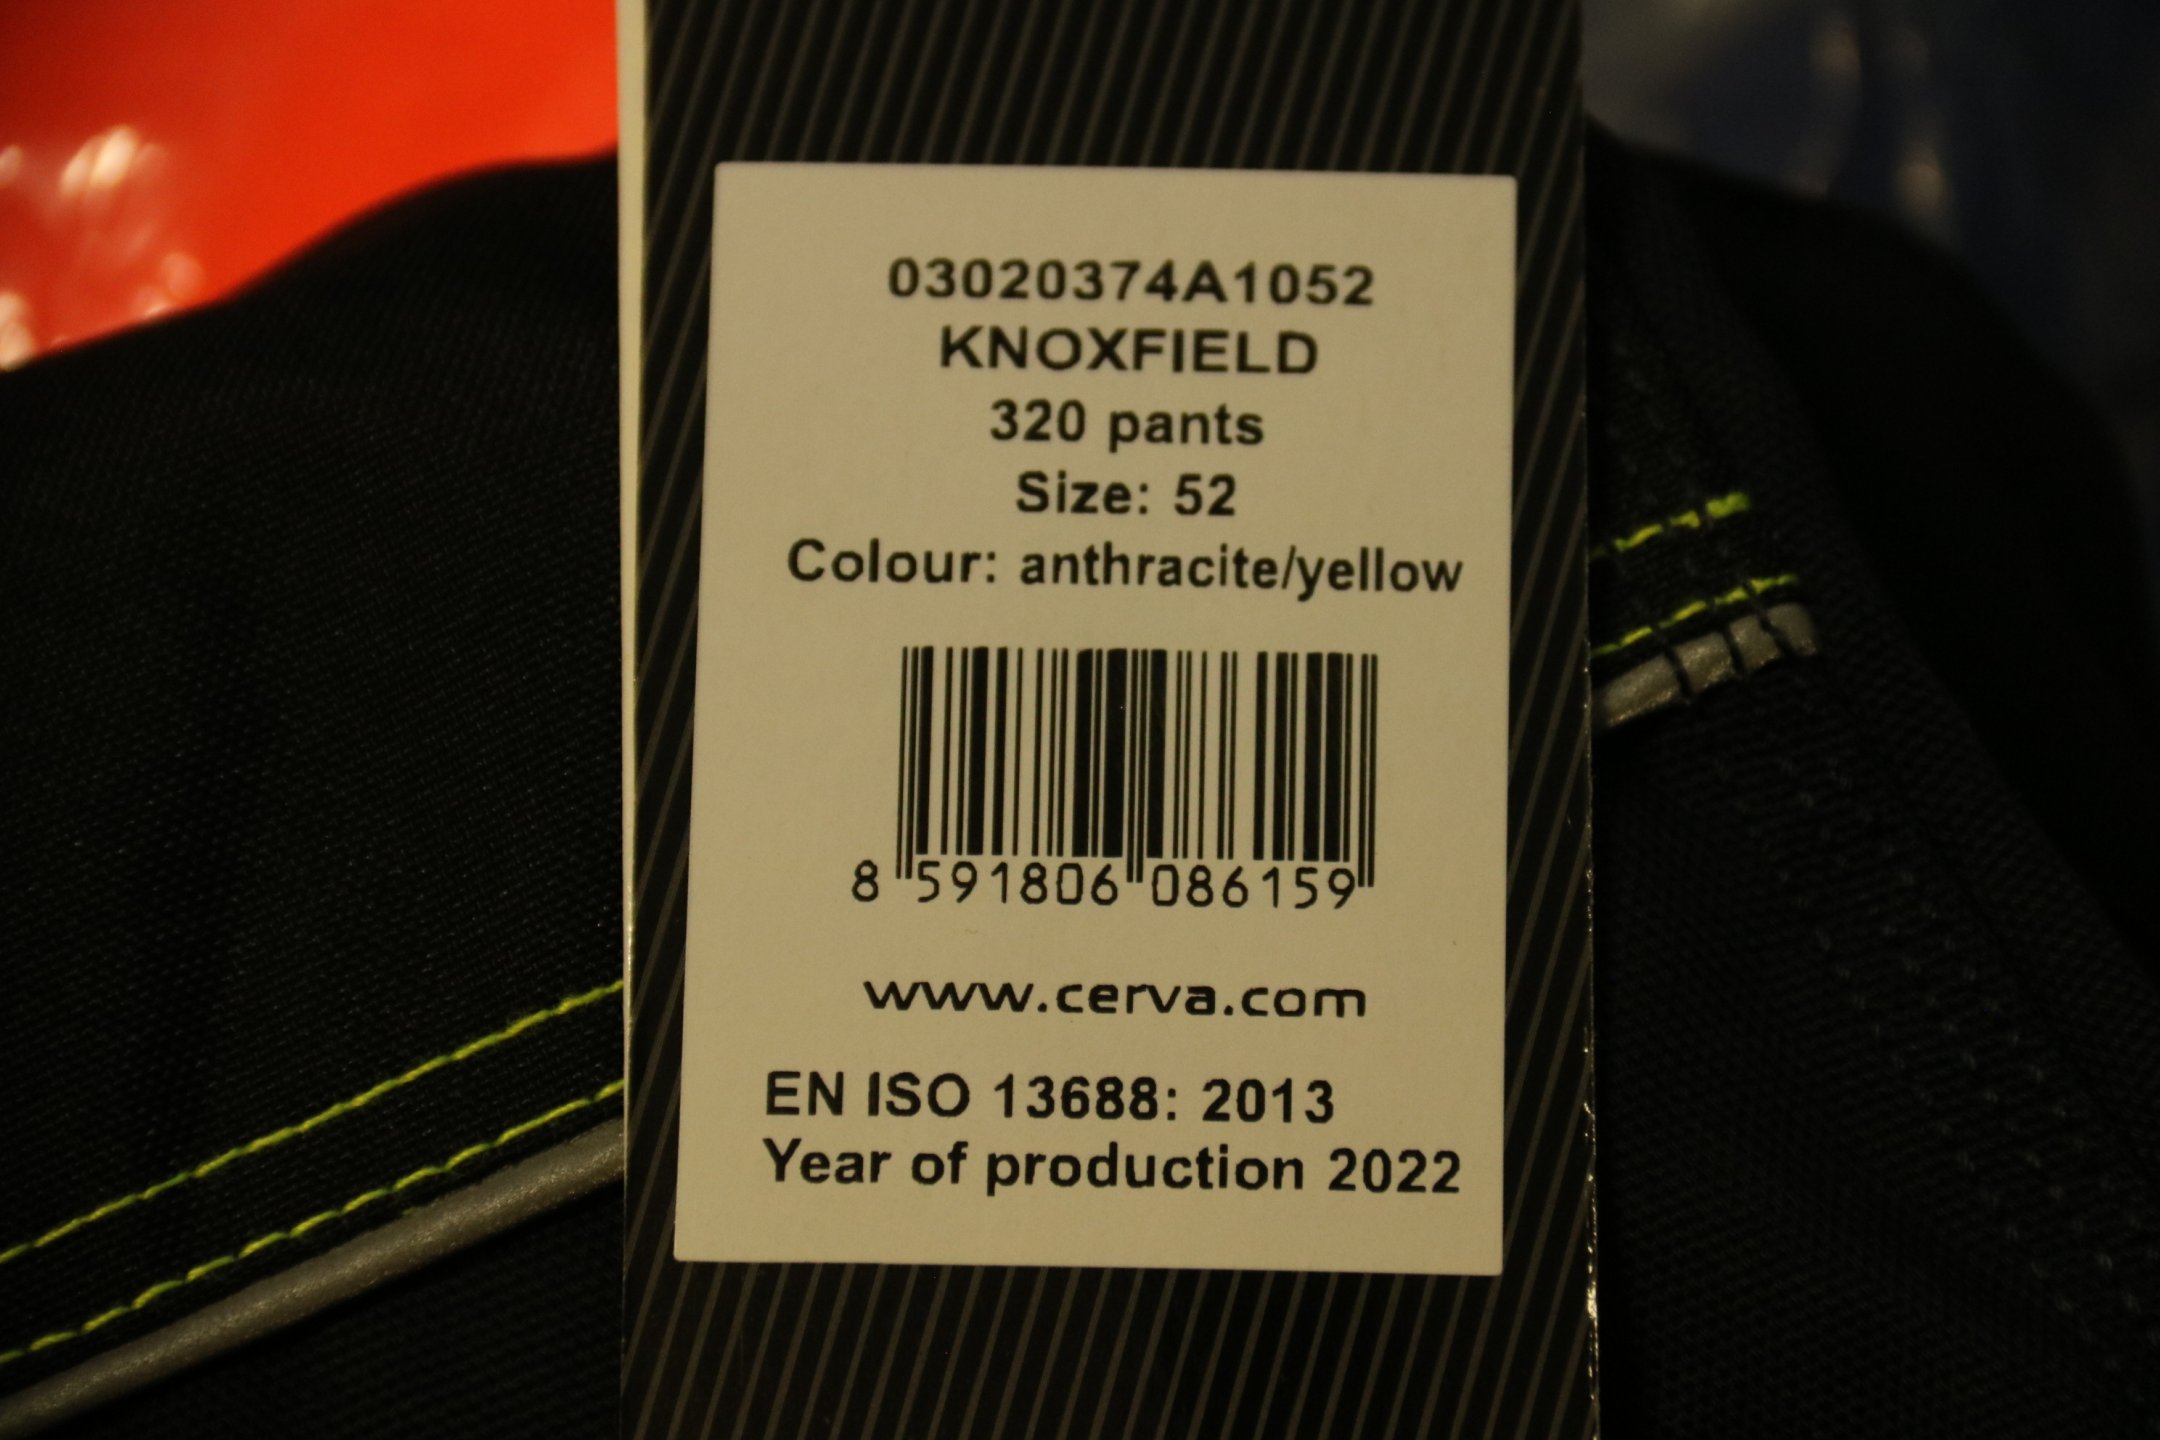 03020374A1052
KNOXFIELD
320 pants
Size: 52
Colour: anthracite/yellow
8 591806 086159
www.cerva.com
EN ISO 13688: 2013
Year of production 2022